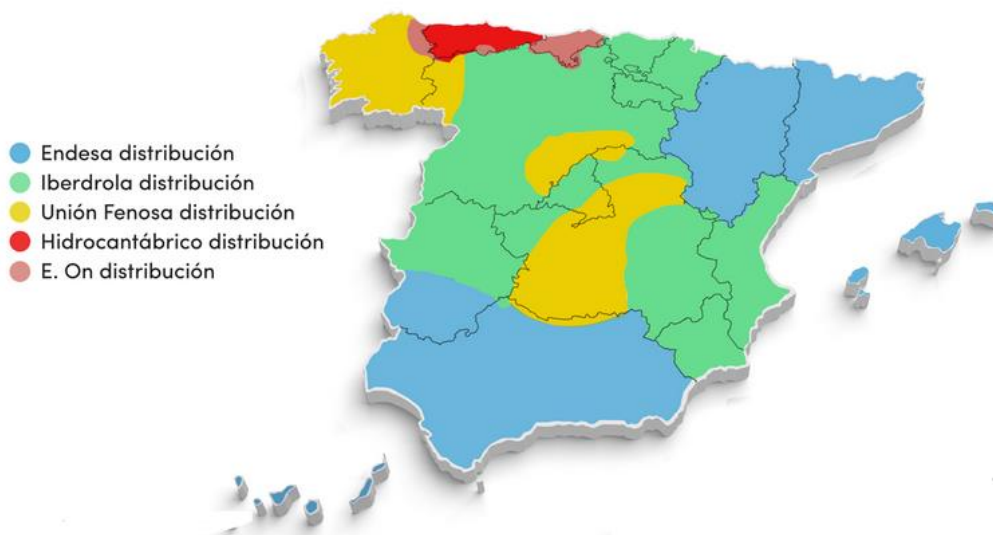 Endesa distribución
Iberdrola distribución
Unión Fenosa distribución
Hidrocantábrico distribución
E. On distribución